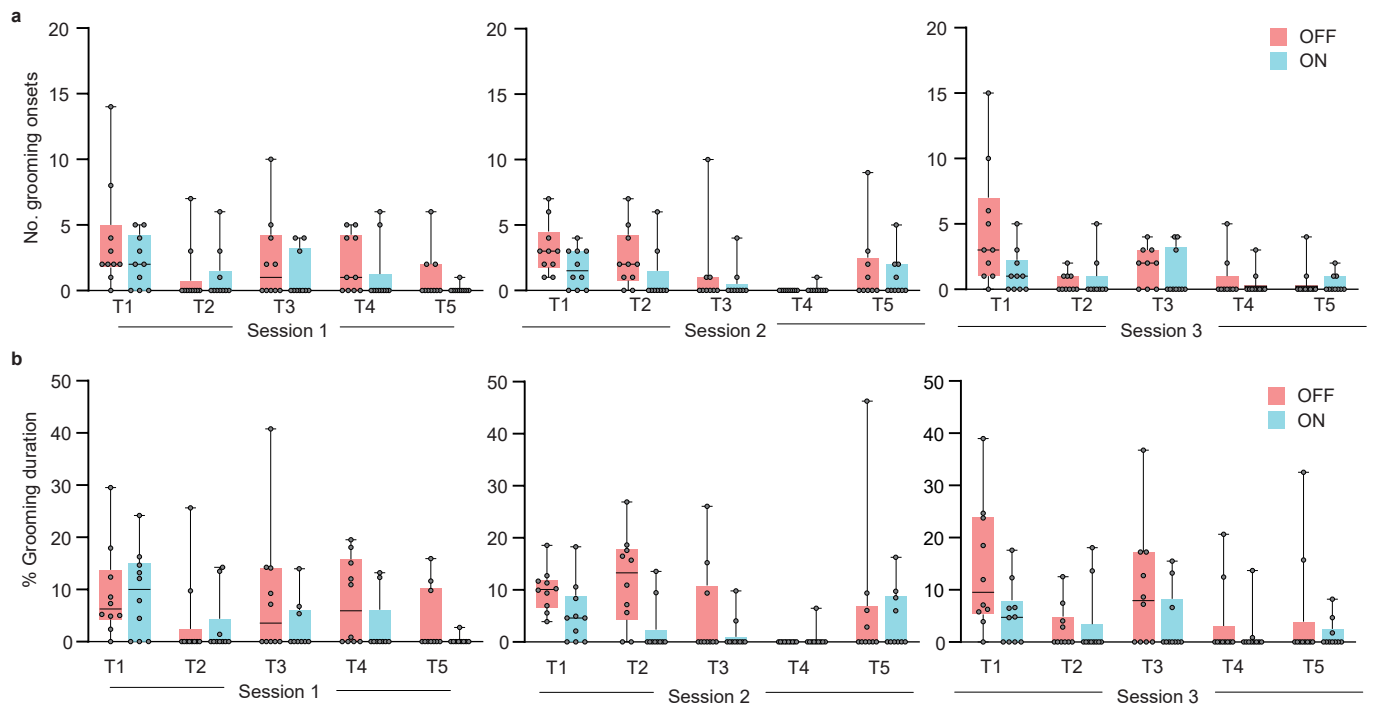 a
No. grooming onsets
20
15
10
5
0
T1 T2 T3 T4 T5
Session 1
20
15
10
5
0
T1 T2 T3 T4 T5
Session 2
20
15
10
5
0
T1 T2 T3 T4 T5
Session 3
OFF
ON
b
% Grooming duration
50
40
30
20
10
0
T1 T2 T3 T4 T5
Session 1
50
40
30
20
10
0
T1 T2 T3 T4 T5
Session 2
50
40
30
20
10
0
T1 T2 T3 T4 T5
Session 3
OFF
ON